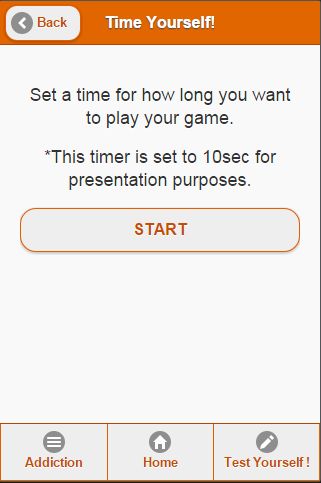 Back
Time Yourself!
Set a time for how long you want
to play your game.
*This timer is set to 10sec for
presentation purposes.
START
Addiction
Home
Test Yourself !